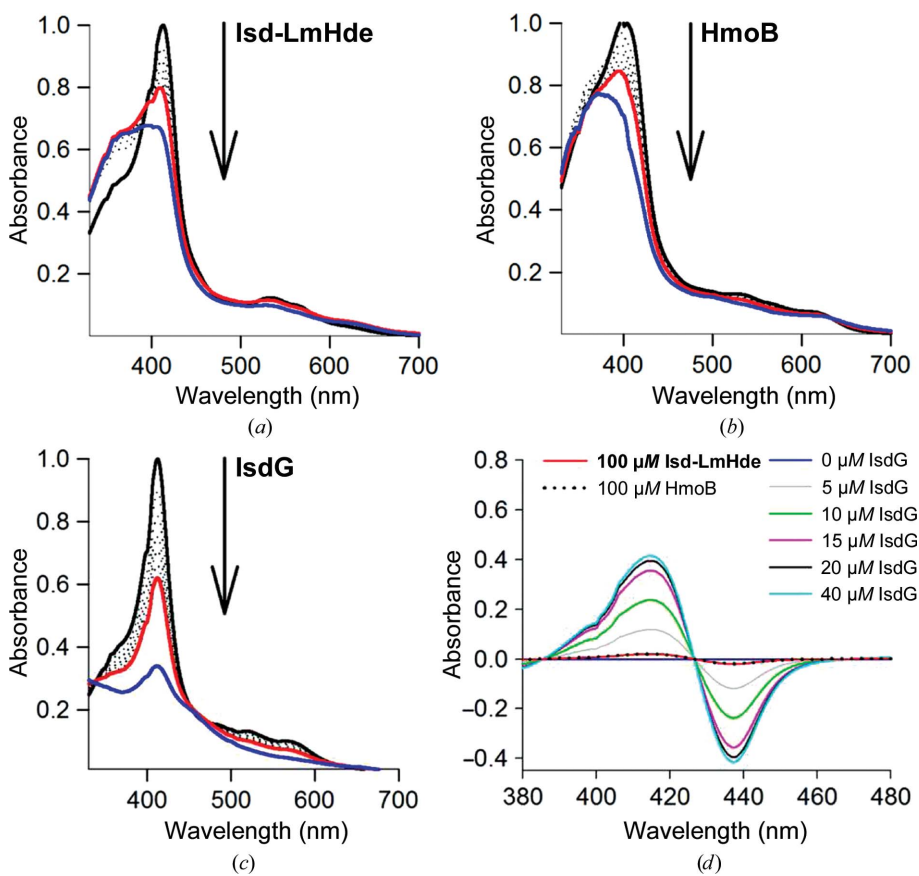 Isd-LmHde
1.0
0.8
0.6
0.4
0.2
Absorbance
400
500
600
700
Wavelength (nm)
(a)
HmoB
1.0
0.8
0.6
0.4
0.2
Absorbance
400
500
600
700
Wavelength (nm)
(b)
IsdG
1.0
0.8
0.6
0.4
0.2
Absorbance
400
500
600
700
Wavelength (nm)
(c)
0.8
0.6
0.4
0.2
0.0
−0.2
−0.4
Absorbance
100 µM Isd-LmHde
100 µM HmoB
0 µM IsdG
5 µM IsdG
10 µM IsdG
15 µM IsdG
20 µM IsdG
40 µM IsdG
380
400
420
440
460
480
Wavelength (nm)
(d)